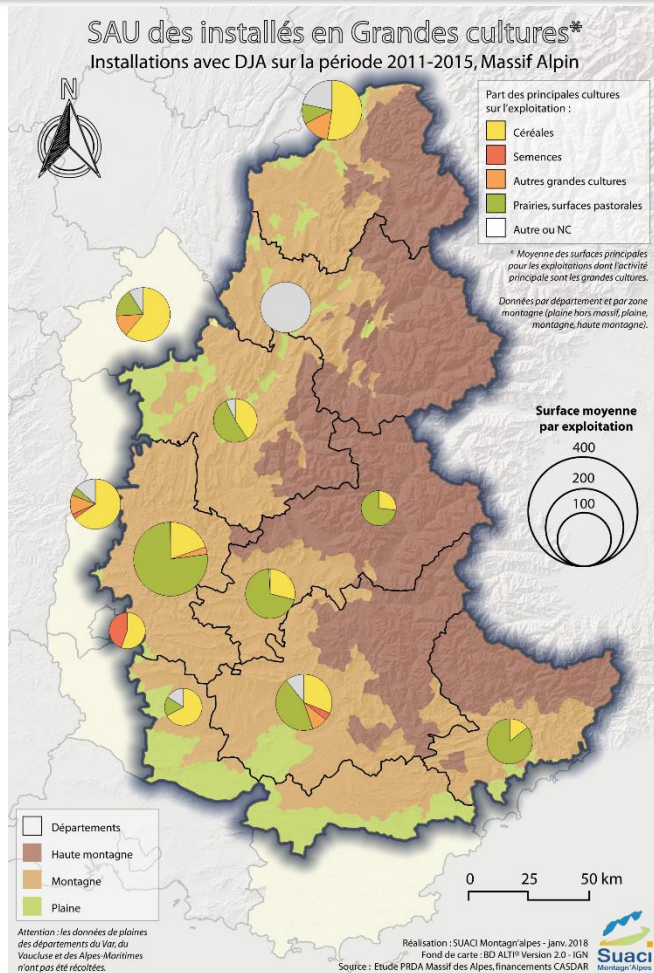 SAU des installés en Grandes cultures*
Installations avec DJA sur la période 2011-2015, Massif Alpin
N
Part des principales cultures
sur l'exploitation :
Céréales
Semences
Autres grandes cultures
Prairies, surfaces pastorales
Autre ou NC
* Moyenne des surfaces principales
pour les exploitations dont l'activité
principale sont les grandes cultures.
Données par département et par zone
montagne (plaine hors massif, plaine,
montagne, haute montagne).
Surface moyenne
par exploitation
400
200
100
Départements
Haute montagne
Montagne
Plaine
Attention : les données de plaines
des départements du Var, du
Vaucluse et des Alpes-Maritimes
n'ont pas été récoltées.
0 25 50 km
Réalisation : SUACI Montagn'alpes - janv. 2018
Fond de carte : BD ALTI® Version 2.0 - IGN
Source : Etude PRDA Massif des Alpes, financements CASDAR
Suaci
Montagn'Alpes